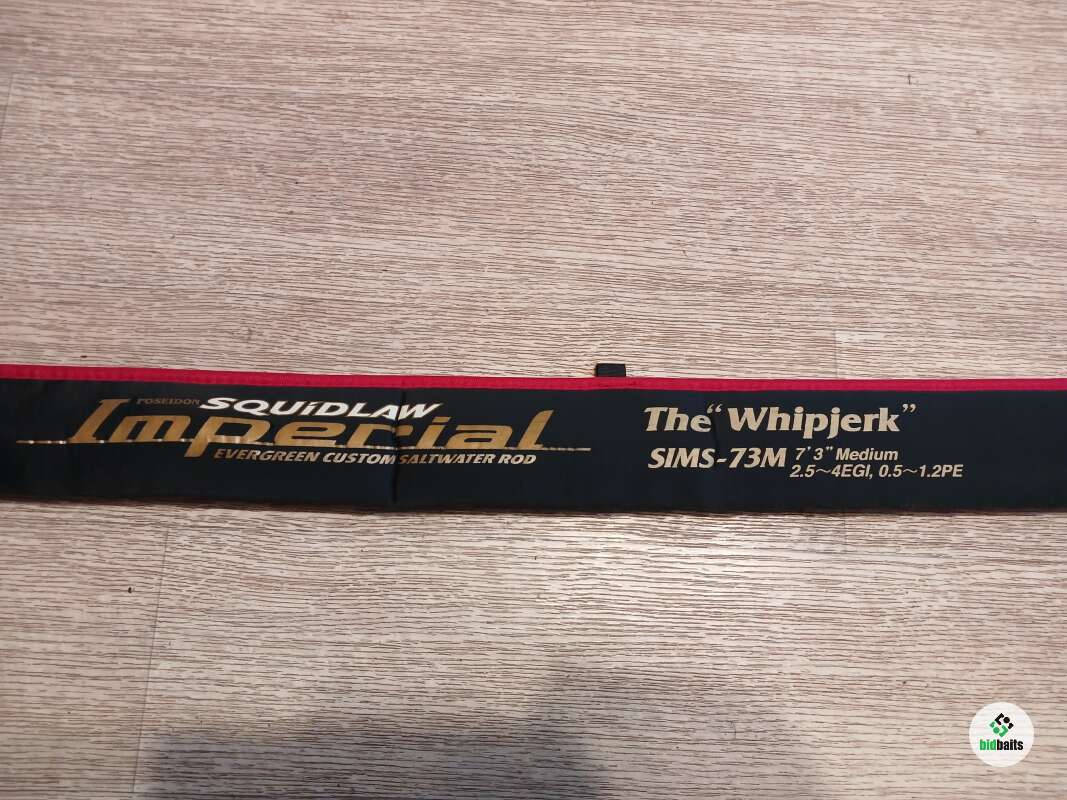 POSEIDON SQUiDLAW
Imperial
EVERGREEN CUSTOM SALTWATER ROD
The “Whipjerk”
SIMS-73M 7’3” Medium
2.5～4EGI, 0.5～1.2PE
bidbaits